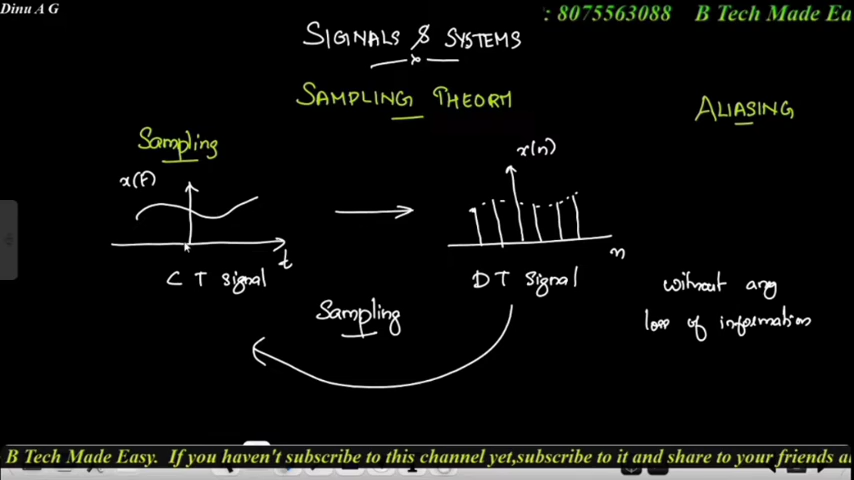 Dinu A G
: 8075563088 B Tech Made Ea
SIGNALS & SYSTEMS
SAMPLING THEORM
ALIASING
Sampling
x(t)
x(n)
t
n
C T Signal
DT Signal
without any
loss of information
Sampling
B Tech Made Easy. If you haven't subscribe to this channel yet,subscribe to it and share to your friends a